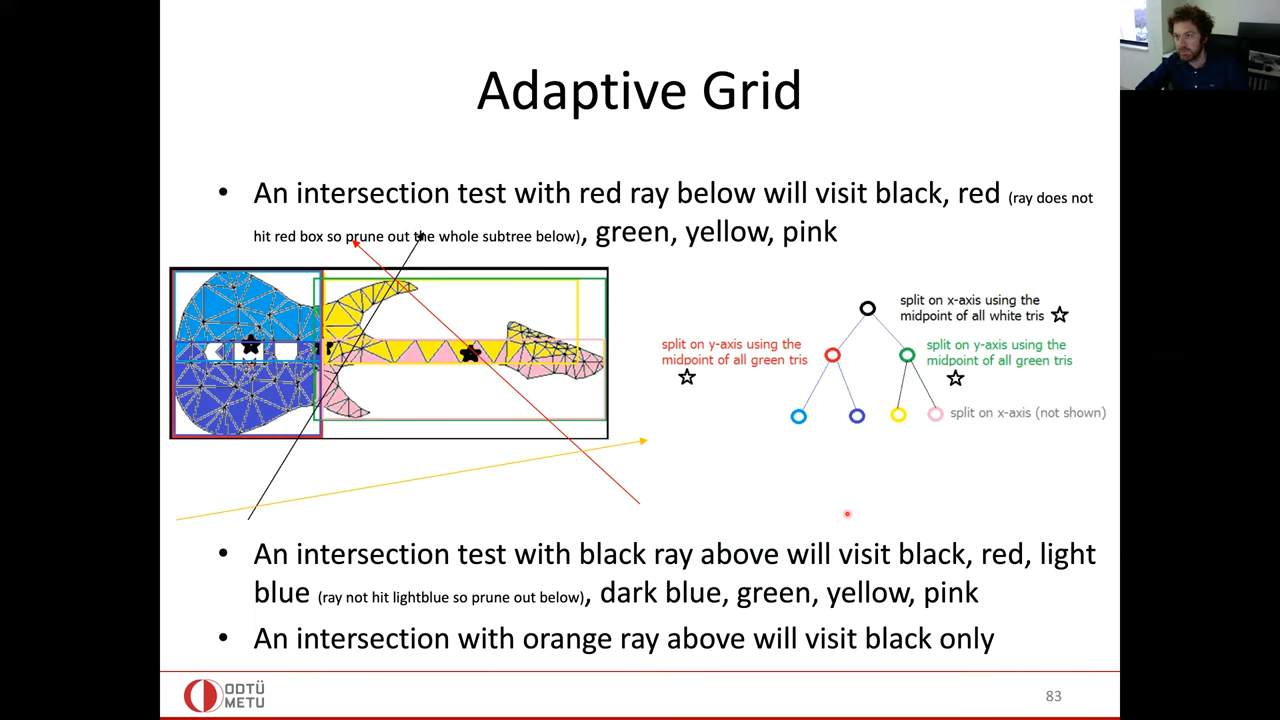 Adaptive Grid
• An intersection test with red ray below will visit black, red (ray does not
hit red box so prune out the whole subtree below), green, yellow, pink
split on x-axis using the
midpoint of all white tris
split on y-axis using the
midpoint of all green tris
split on y-axis using the
midpoint of all green tris
split on x-axis (not shown)
• An intersection test with black ray above will visit black, red, light
blue (ray not hit lightblue so prune out below), dark blue, green, yellow, pink
• An intersection with orange ray above will visit black only
ODTÜ
METU
83